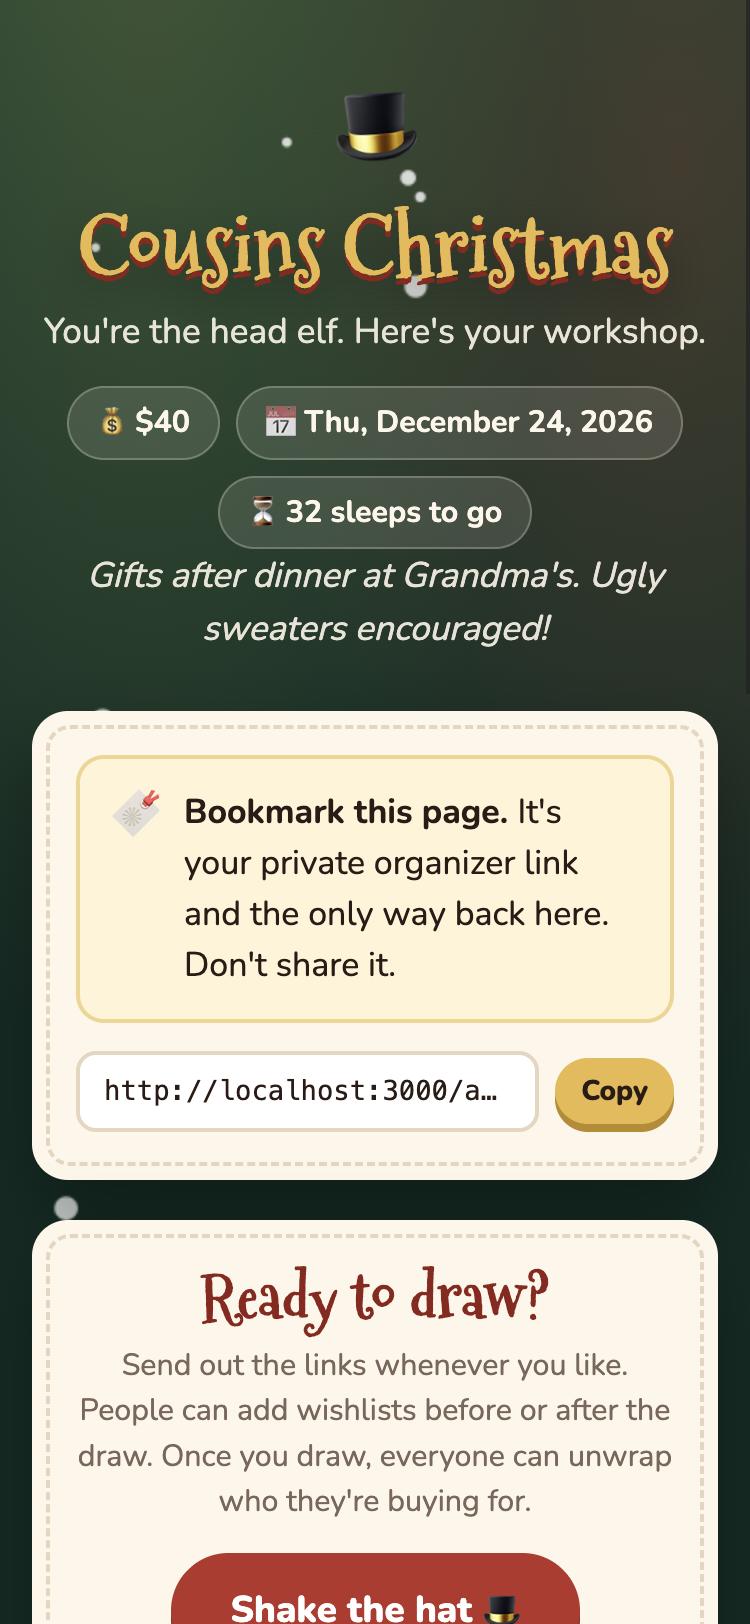 Cousins Christmas
You're the head elf. Here's your workshop.
💰 $40
📅 Thu, December 24, 2026
⏳ 32 sleeps to go
Gifts after dinner at Grandma's. Ugly
sweaters encouraged!
Bookmark this page. It's
your private organizer link
and the only way back here.
Don't share it.
http://localhost:3000/a…
Copy
Ready to draw?
Send out the links whenever you like.
People can add wishlists before or after the
draw. Once you draw, everyone can unwrap
who they're buying for.
Shake the hat 🎩